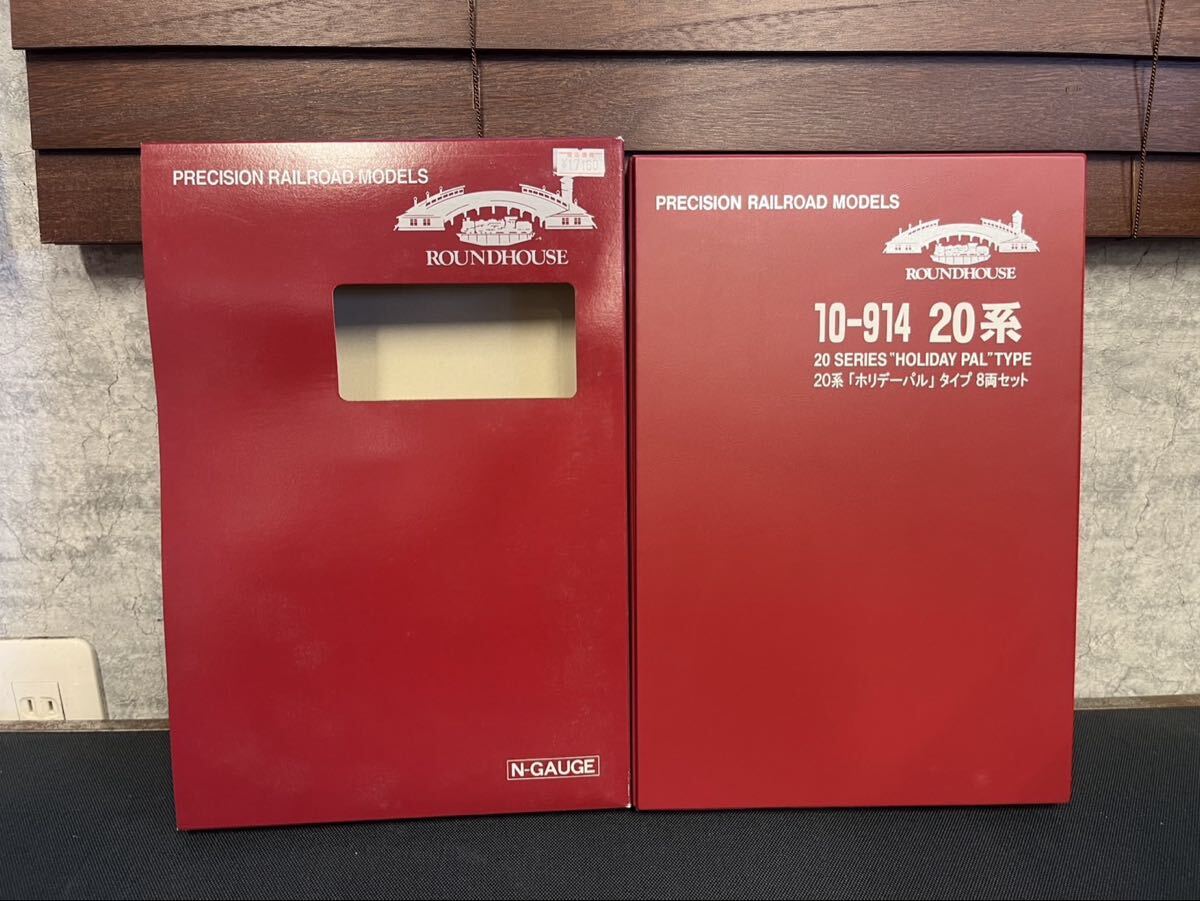 PRECISION RAILROAD MODELS
¥17160
ROUNDHOUSE
N-GAUGE
PRECISION RAILROAD MODELS
ROUNDHOUSE
10-914 20系
20 SERIES "HOLIDAY PAL" TYPE
20系「ホリデーパル」タイプ 8両セット